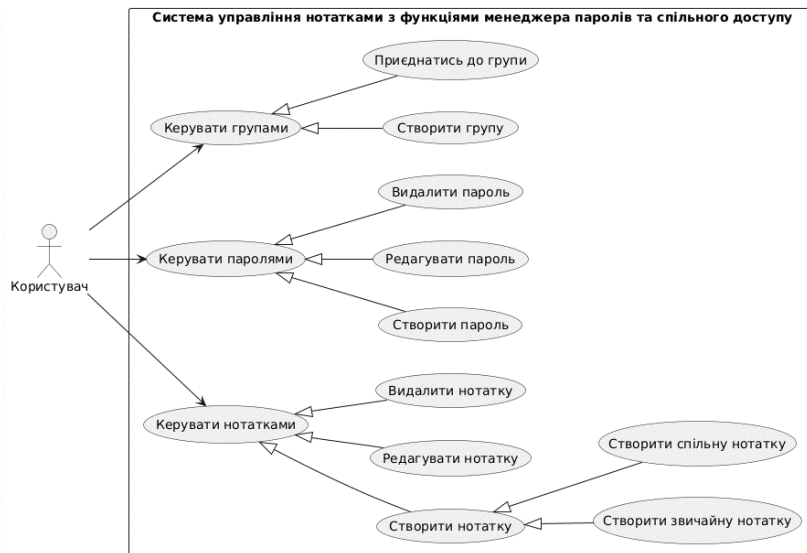 Система управління нотатками з функціями менеджера паролів та спільного доступу
Приєднатись до групи
Керувати групами
Створити групу
Видалити пароль
Користувач
Керувати паролями
Редагувати пароль
Створити пароль
Видалити нотатку
Керувати нотатками
Редагувати нотатку
Створити спільну нотатку
Створити нотатку
Створити звичайну нотатку